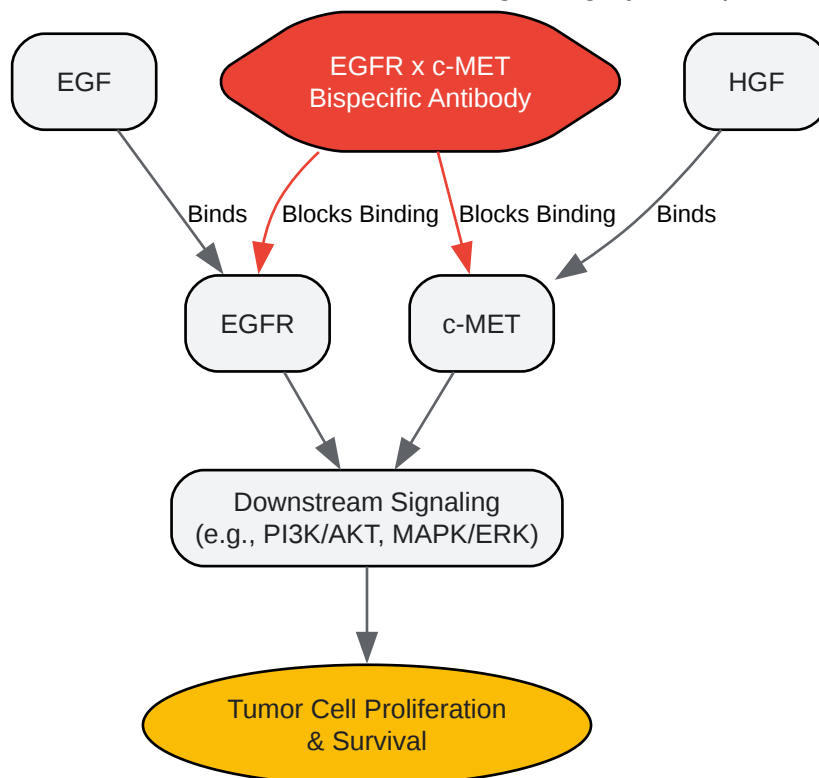 EGF
EGFR x c-MET
Bispecific Antibody
HGF
Binds
Blocks Binding
Blocks Binding
Binds
EGFR
c-MET
Downstream Signaling
(e.g., PI3K/AKT, MAPK/ERK)
Tumor Cell Proliferation
& Survival